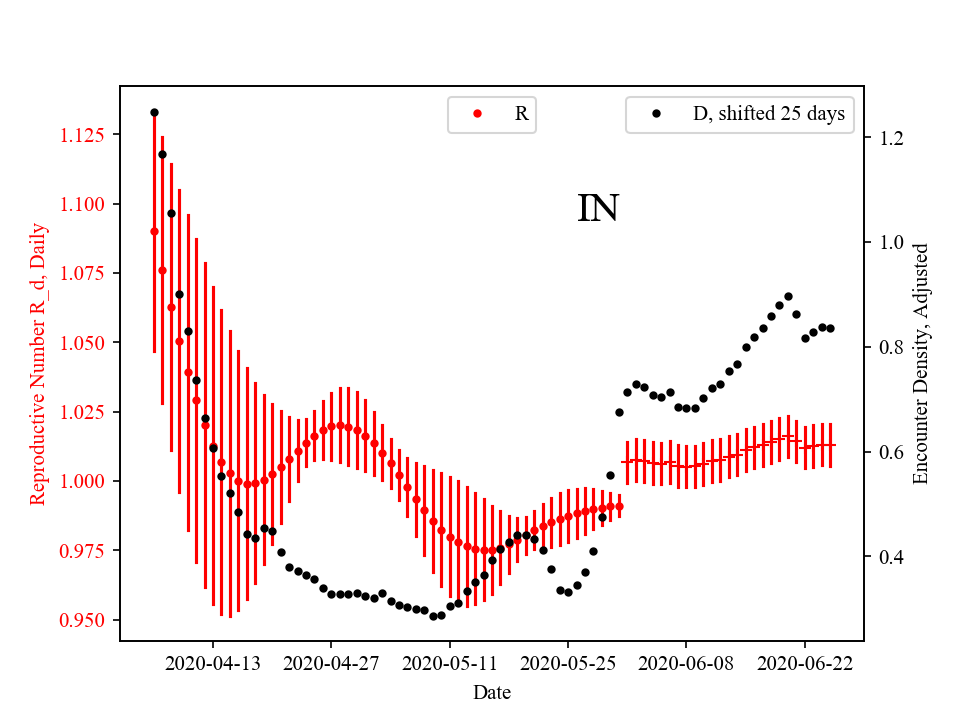 R
D, shifted 25 days
IN
Reproductive Number R_d, Daily
1.125
1.100
1.075
1.050
1.025
1.000
0.975
0.950
1.2
1.0
0.8
0.6
0.4
Encounter Density, Adjusted
2020-04-13 2020-04-27 2020-05-11 2020-05-25 2020-06-08 2020-06-22
Date